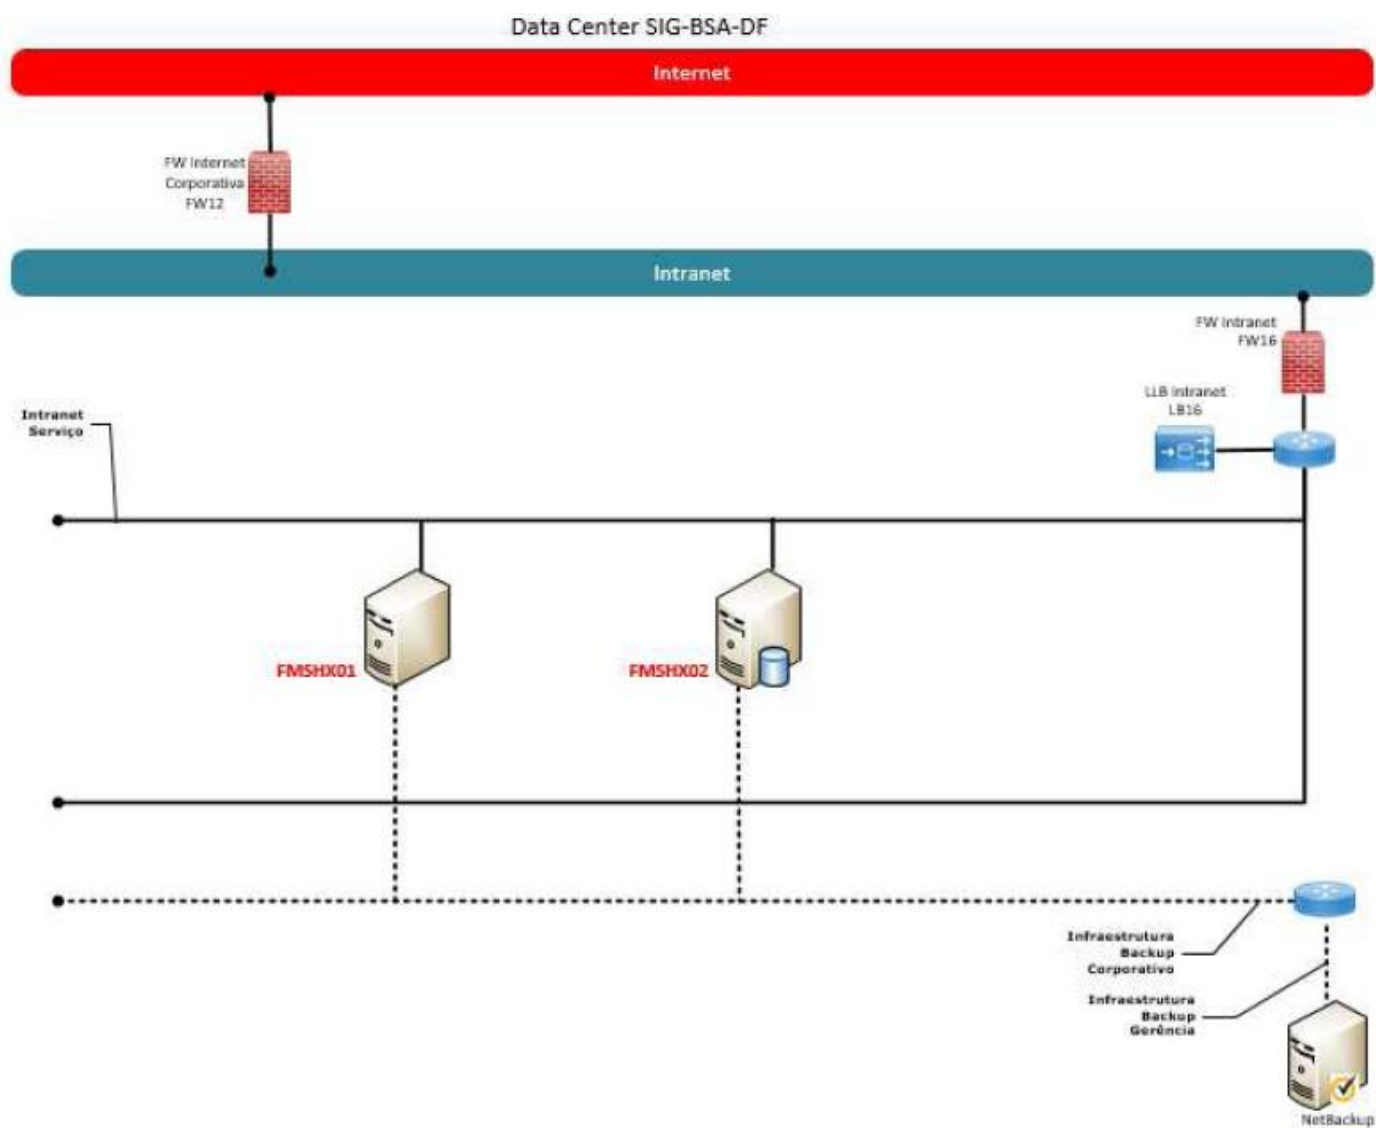 Data Center SIG-BSA-DF
Internet
FW Internet
Corporativa
FW12
Intranet
FW Intranet
FW16
LLB Intranet
LB16
Intranet
Serviço
FMSHX01
FMSHX02
Infraestrutura
Backup
Corporativo
Infraestrutura
Backup
Gerência
NetBackup